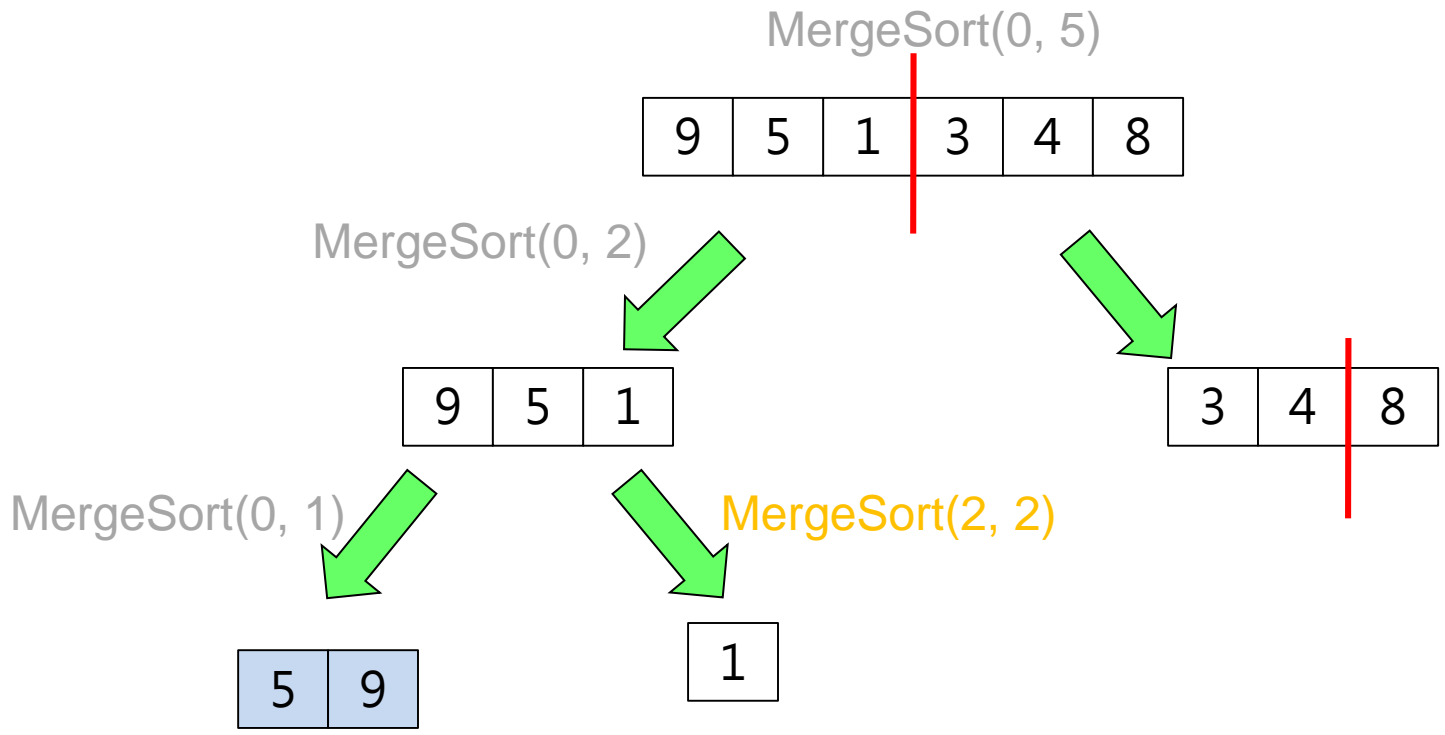 MergeSort(0, 5)
9 5 1 3 4 8
MergeSort(0, 2)
9 5 1
3 4 8
MergeSort(0, 1)
MergeSort(2, 2)
5 9
1